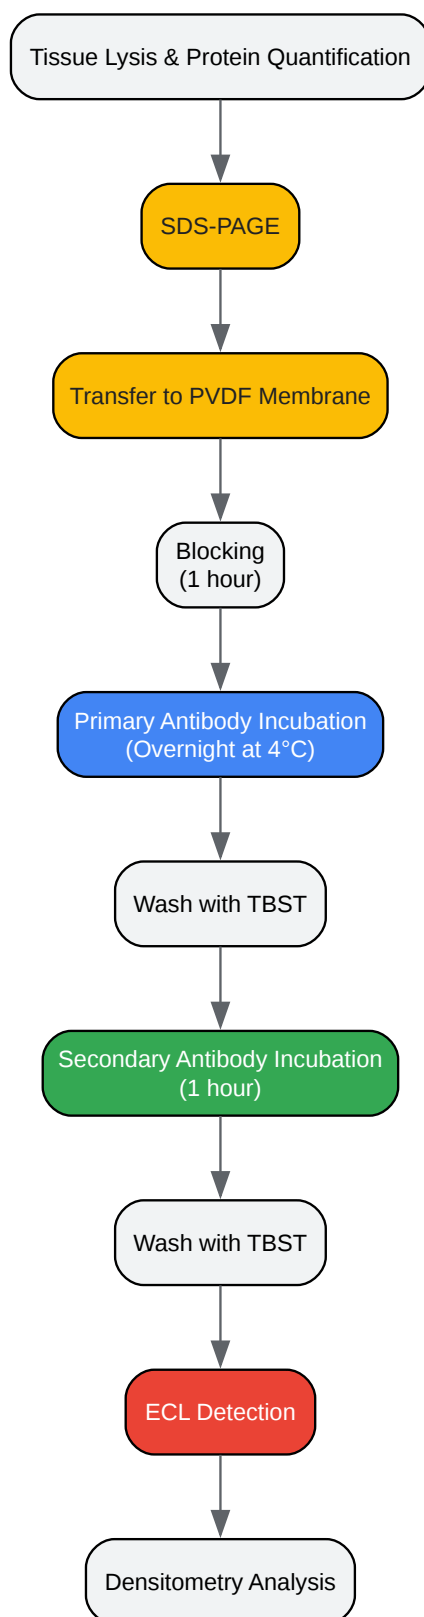 Tissue Lysis & Protein Quantification
SDS-PAGE
Transfer to PVDF Membrane
Blocking
(1 hour)
Primary Antibody Incubation
(Overnight at 4°C)
Wash with TBST
Secondary Antibody Incubation
(1 hour)
Wash with TBST
ECL Detection
Densitometry Analysis